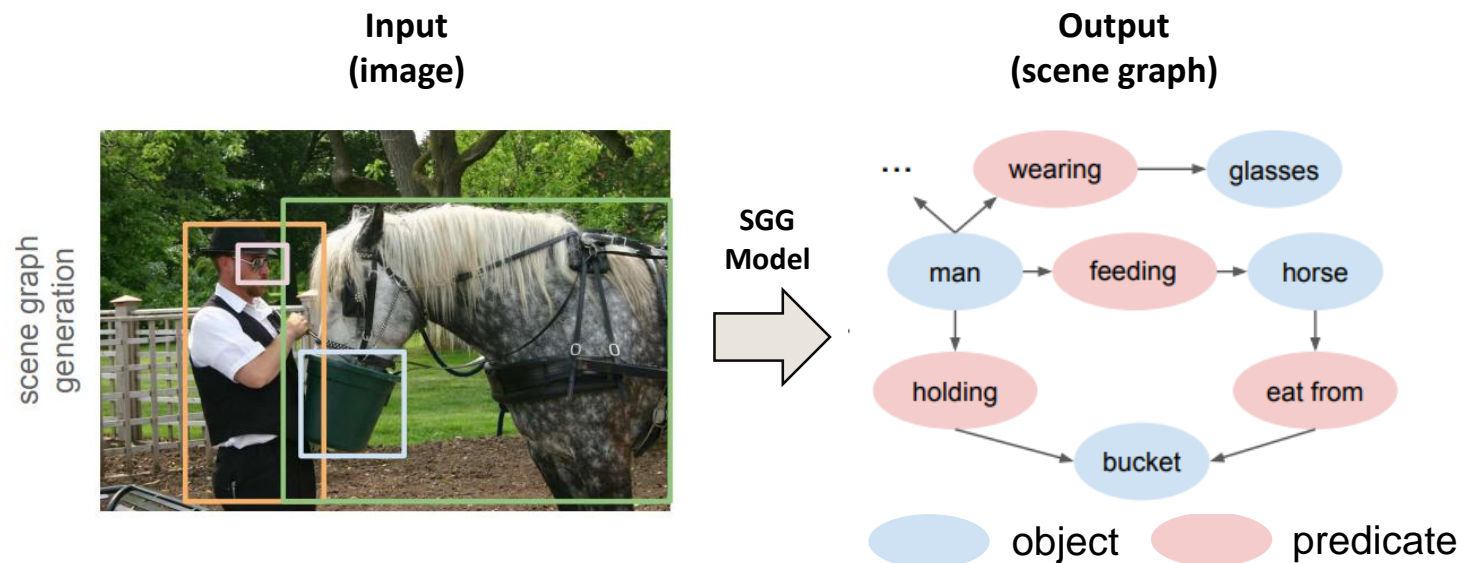 Input
(image)
Output
(scene graph)
scene graph
generation
SGG
Model
...
wearing
glasses
man
feeding
horse
holding
eat from
bucket
object
predicate